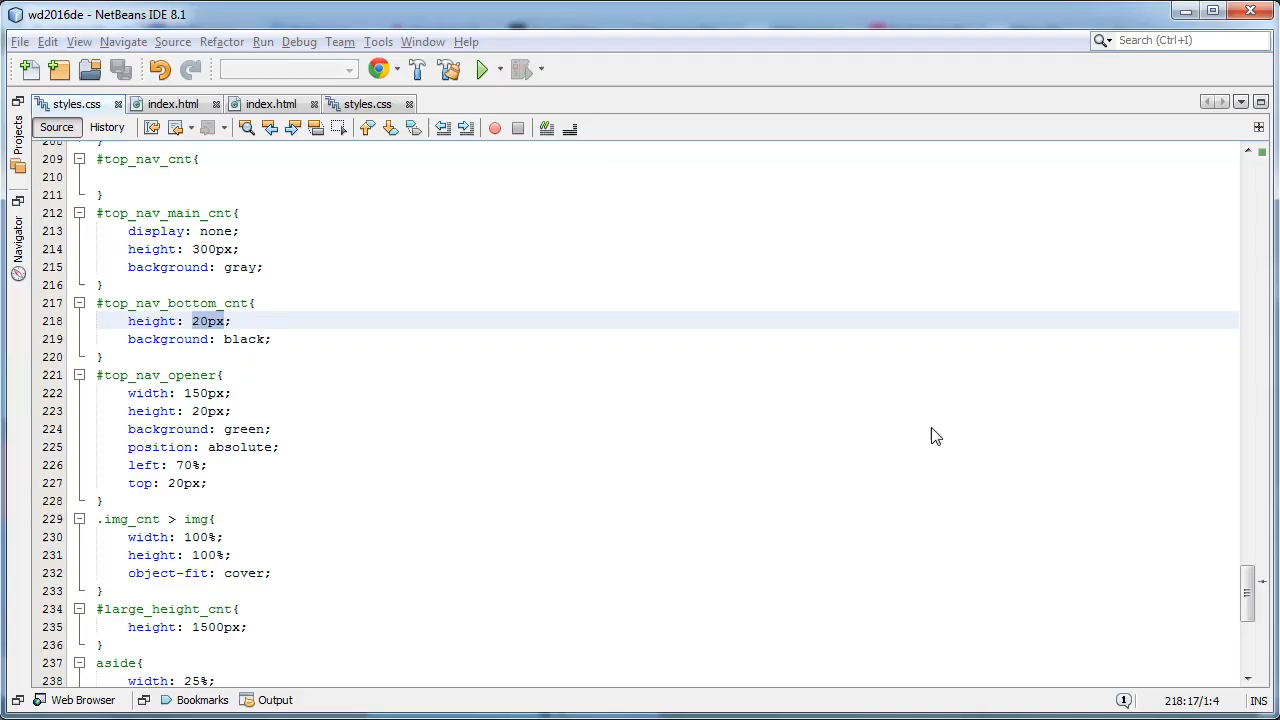 wd2016de - NetBeans IDE 8.1
File Edit View Navigate Source Refactor Run Debug Team Tools Window Help
Search (Ctrl+I)
styles.css index.html index.html styles.css
Source History
Projects
Navigator
208 }
209 #top_nav_cnt{
210
211 }
212 #top_nav_main_cnt{
213 display: none;
214 height: 300px;
215 background: gray;
216 }
217 #top_nav_bottom_cnt{
218 height: 20px;
219 background: black;
220 }
221 #top_nav_opener{
222 width: 150px;
223 height: 20px;
224 background: green;
225 position: absolute;
226 left: 70%;
227 top: 20px;
228 }
229 .img_cnt > img{
230 width: 100%;
231 height: 100%;
232 object-fit: cover;
233 }
234 #large_height_cnt{
235 height: 1500px;
236 }
237 aside{
238 width: 25%;
Web Browser Bookmarks Output 1 218:17/1:4 INS